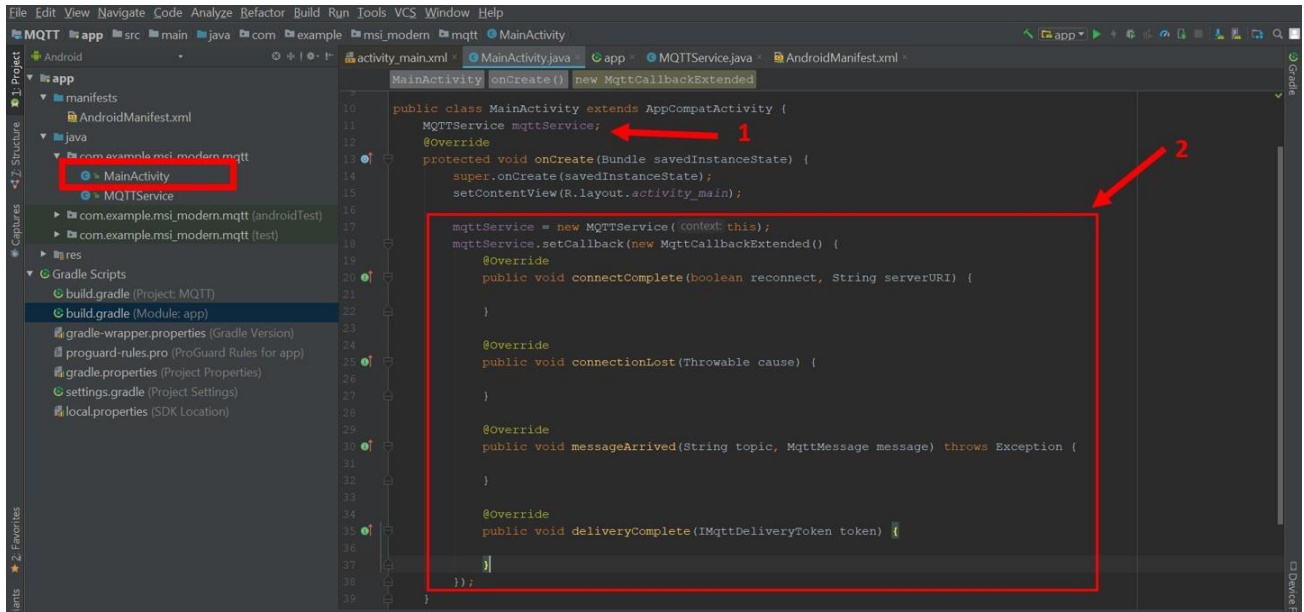 File Edit View Navigate Code Analyze Refactor Build Run Tools VCS Window Help
MQTT app src main java com example msi_modern mqtt MainActivity
app
Android
activity_main.xml MainActivity.java app MQTTService.java AndroidManifest.xml
MainActivity onCreate() new MqttCallbackExtended
1: Project
Z: Structure
Captures
2: Favorites
app
manifests
AndroidManifest.xml
java
com.example.msi_modern.mqtt
MainActivity
MQTTService
com.example.msi_modern.mqtt (androidTest)
com.example.msi_modern.mqtt (test)
res
Gradle Scripts
build.gradle (Project: MQTT)
build.gradle (Module: app)
gradle-wrapper.properties (Gradle Version)
proguard-rules.pro (ProGuard Rules for app)
gradle.properties (Project Properties)
settings.gradle (Project Settings)
local.properties (SDK Location)
10 public class MainActivity extends AppCompatActivity {
11 MQTTService mqttService;
1
12 @Override
13 protected void onCreate(Bundle savedInstanceState) {
2
14 super.onCreate(savedInstanceState);
15 setContentView(R.layout.activity_main);
16
17 mqttService = new MQTTService( context: this);
18 mqttService.setCallback(new MqttCallbackExtended() {
19 @Override
20 public void connectComplete(boolean reconnect, String serverURI) {
21
22 }
23
24 @Override
25 public void connectionLost(Throwable cause) {
26
27 }
28
29 @Override
30 public void messageArrived(String topic, MqttMessage message) throws Exception {
31
32 }
33
34 @Override
35 public void deliveryComplete(IMqttDeliveryToken token) {
36
37 }
38 });
39 }
Gradle